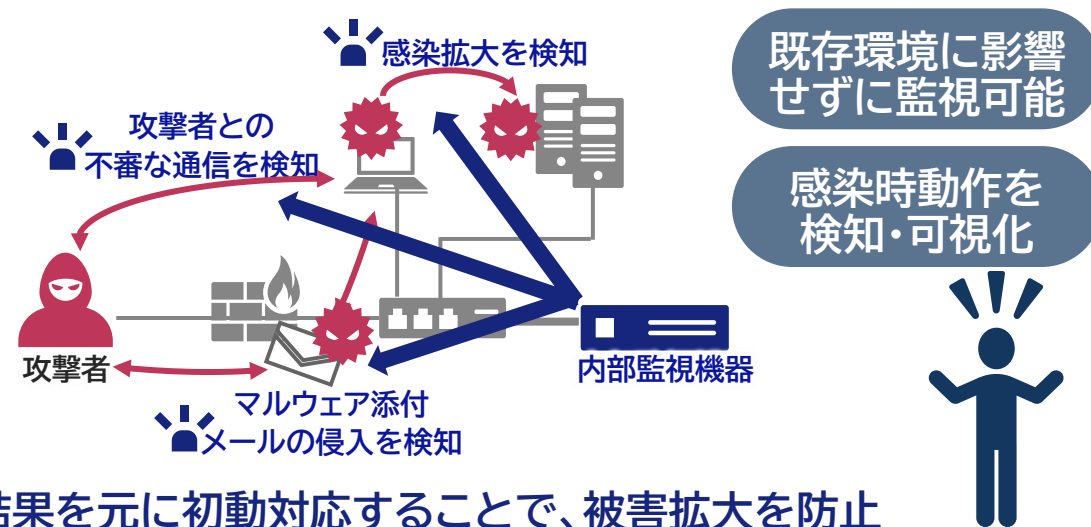 感染拡大を検知
攻撃者との
不審な通信を検知
既存環境に影響
せずに監視可能
感染時動作を
検知・可視化
攻撃者
内部監視機器
マルウェア添付
メールの侵入を検知
結果を元に初動対応することで、被害拡大を防止